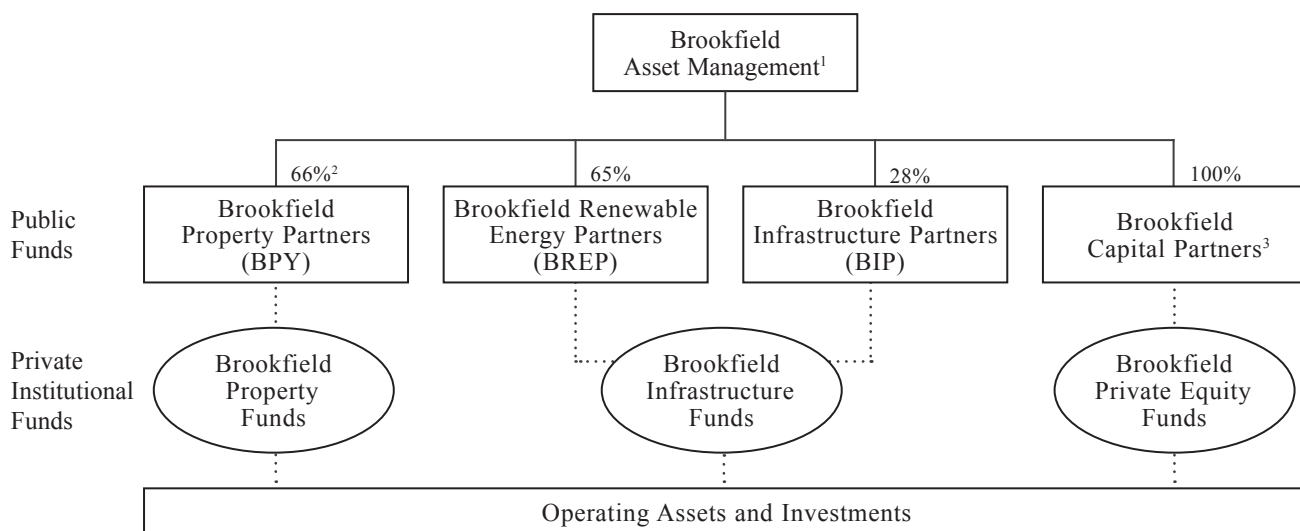 Brookfield
Asset Management¹
66%²
65%
28%
100%
Public
Funds
Brookfield
Property Partners
(BPY)
Brookfield Renewable
Energy Partners
(BREP)
Brookfield
Infrastructure Partners
(BIP)
Brookfield
Capital Partners³
Private
Institutional
Funds
Brookfield
Property
Funds
Brookfield
Infrastructure
Funds
Brookfield
Private Equity
Funds
Operating Assets and Investments